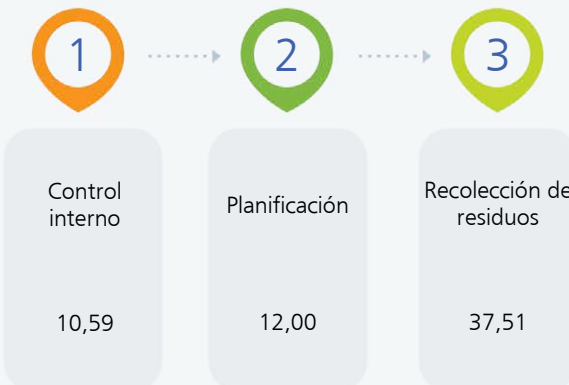 1
2
3
Control
interno
Planificación
Recolección de
residuos
10,59
12,00
37,51